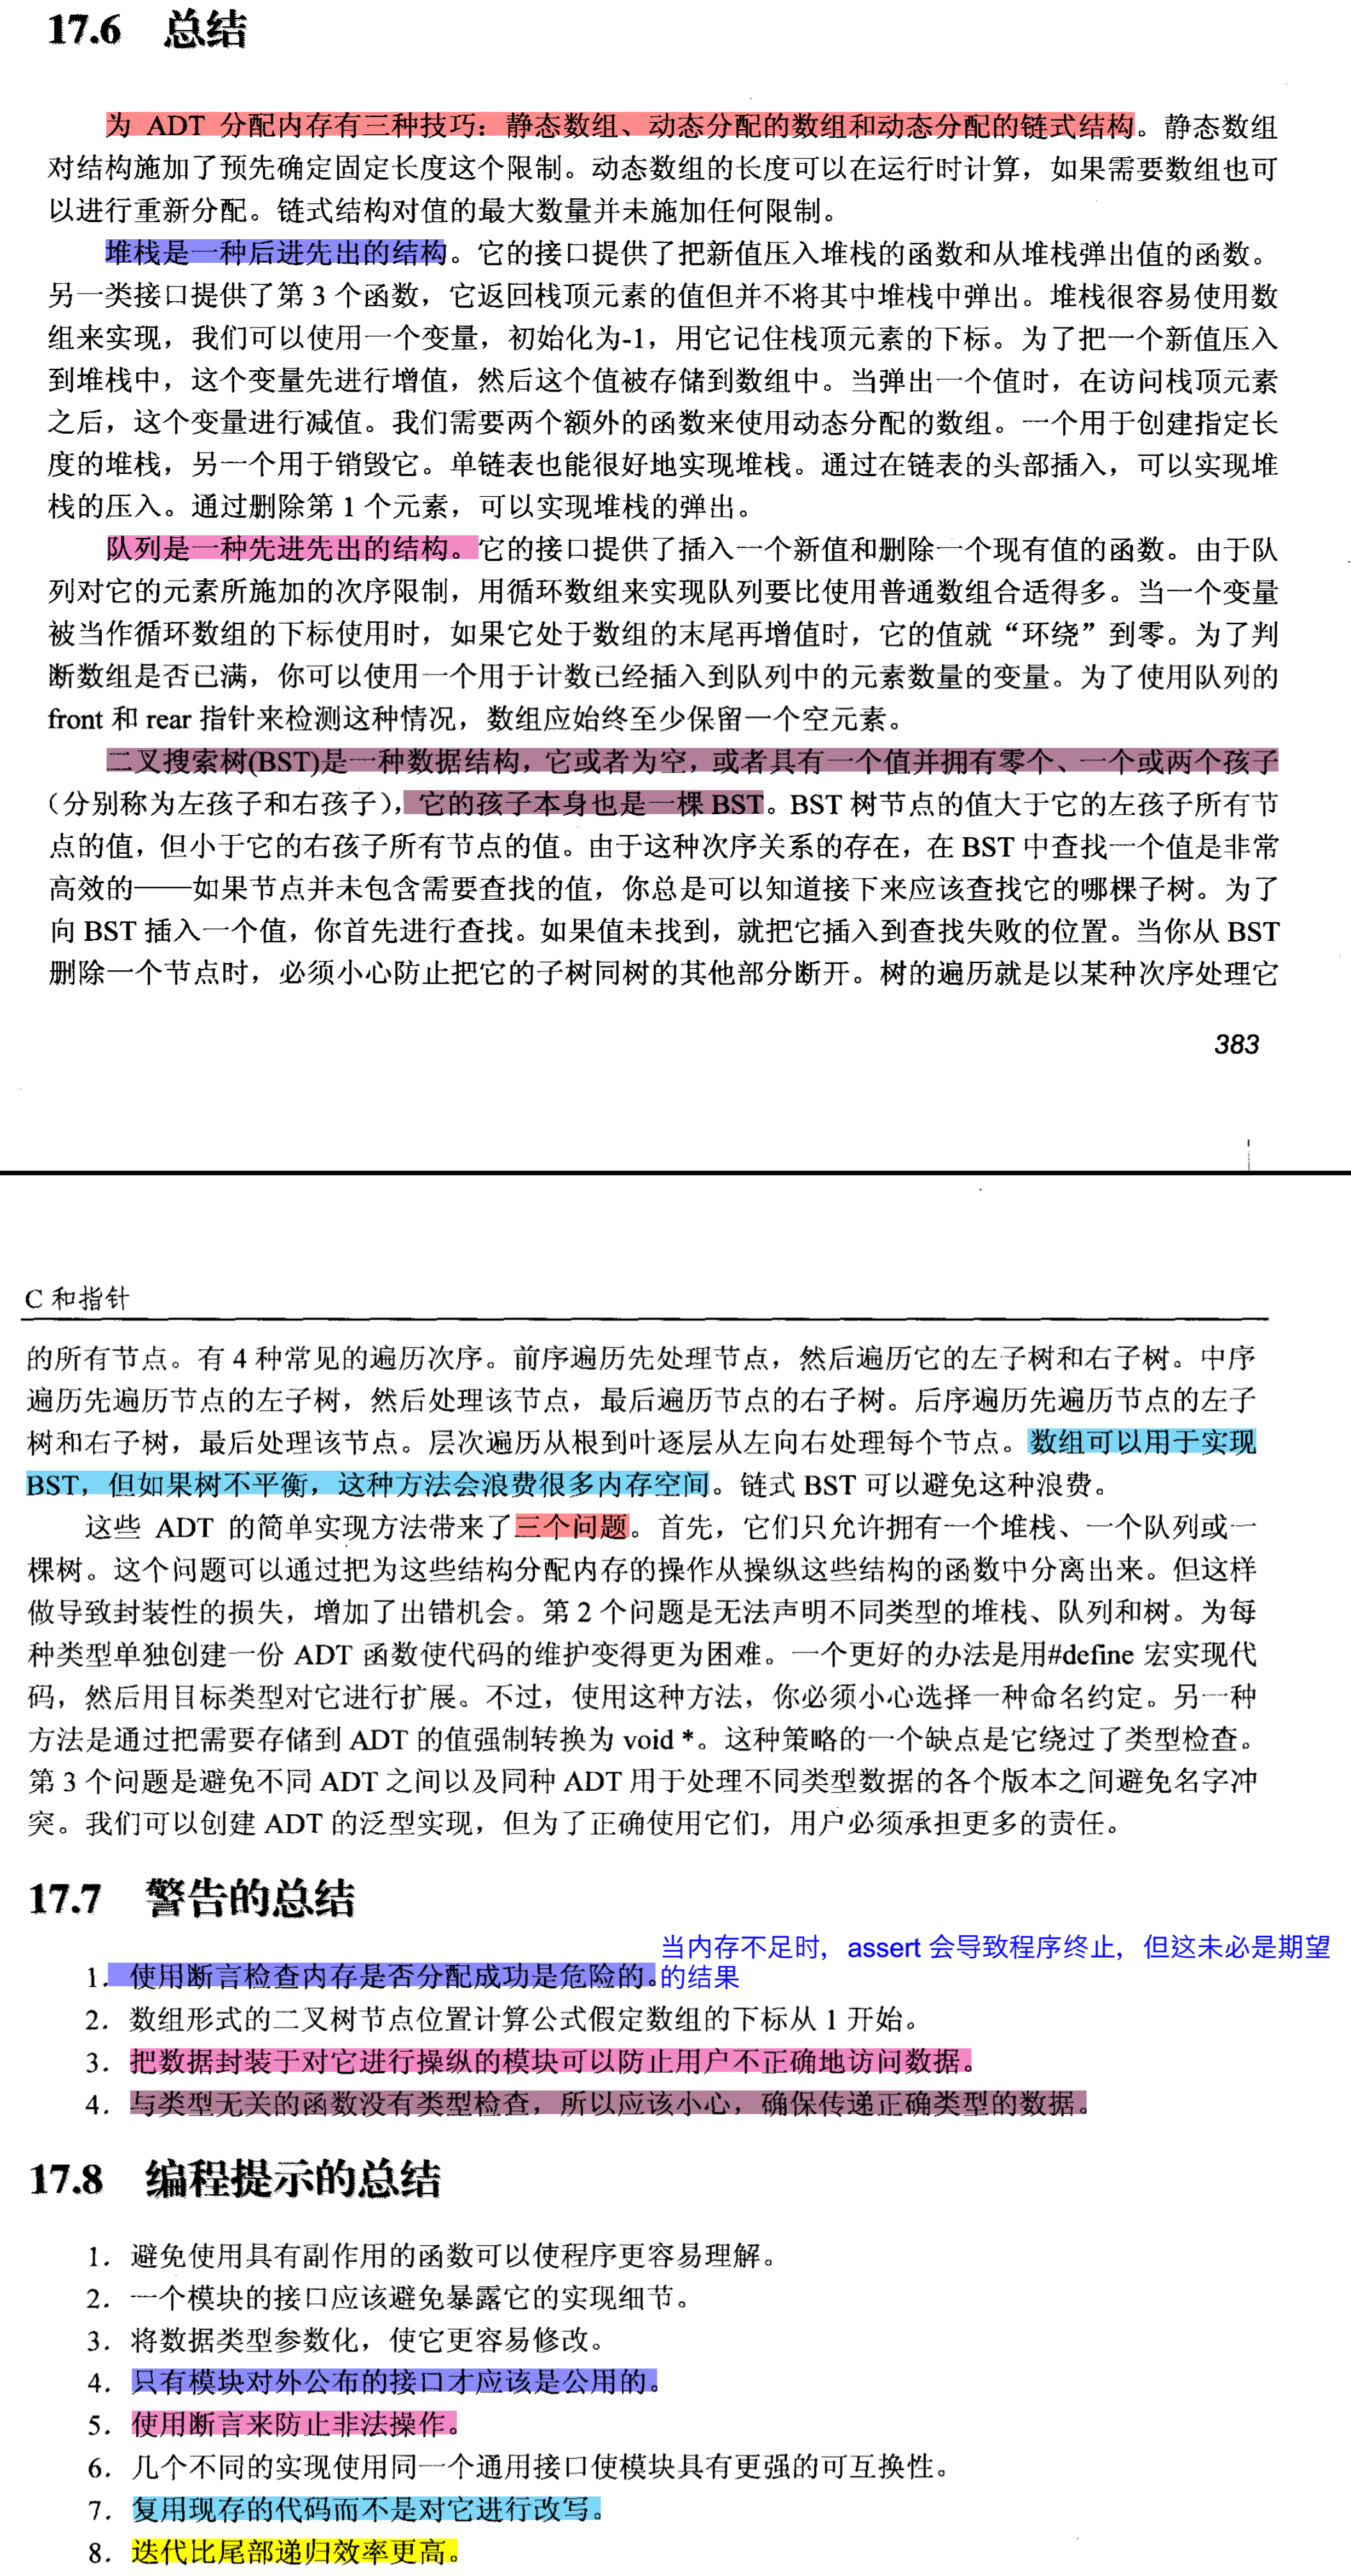 17.6 总结
为 ADT 分配内存有三种技巧：静态数组、动态分配的数组和动态分配的链式结构。静态数组
对结构施加了预先确定固定长度这个限制。动态数组的长度可以在运行时计算，如果需要数组也可
以进行重新分配。链式结构对值的最大数量并未施加任何限制。
堆栈是一种后进先出的结构。它的接口提供了把新值压入堆栈的函数和从堆栈弹出值的函数。
另一类接口提供了第 3 个函数，它返回栈顶元素的值但并不将其中堆栈中弹出。堆栈很容易使用数
组来实现，我们可以使用一个变量，初始化为-1，用它记住栈顶元素的下标。为了把一个新值压入
到堆栈中，这个变量先进行增值，然后这个值被存储到数组中。当弹出一个值时，在访问栈顶元素
之后，这个变量进行减值。我们需要两个额外的函数来使用动态分配的数组。一个用于创建指定长
度的堆栈，另一个用于销毁它。单链表也能很好地实现堆栈。通过在链表的头部插入，可以实现堆
栈的压入。通过删除第 1 个元素，可以实现堆栈的弹出。
队列是一种先进先出的结构。它的接口提供了插入一个新值和删除一个现有值的函数。由于队
列对它的元素所施加的次序限制，用循环数组来实现队列要比使用普通数组合适得多。当一个变量
被当作循环数组的下标使用时，如果它处于数组的末尾再增值时，它的值就“环绕”到零。为了判
断数组是否已满，你可以使用一个用于计数已经插入到队列中的元素数量的变量。为了使用队列的
front 和 rear 指针来检测这种情况，数组应始终至少保留一个空元素。
二叉搜索树(BST)是一种数据结构，它或者为空，或者具有一个值并拥有零个、一个或两个孩子
（分别称为左孩子和右孩子），它的孩子本身也是一棵 BST。BST 树节点的值大于它的左孩子所有节
点的值，但小于它的右孩子所有节点的值。由于这种次序关系的存在，在 BST 中查找一个值是非常
高效的——如果节点并未包含需要查找的值，你总是可以知道接下来应该查找它的哪棵子树。为了
向 BST 插入一个值，你首先进行查找。如果值未找到，就把它插入到查找失败的位置。当你从 BST
删除一个节点时，必须小心防止把它的子树同树的其他部分断开。树的遍历就是以某种次序处理它
383
C 和指针
的所有节点。有 4 种常见的遍历次序。前序遍历先处理节点，然后遍历它的左子树和右子树。中序
遍历先遍历节点的左子树，然后处理该节点，最后遍历节点的右子树。后序遍历先遍历节点的左子
树和右子树，最后处理该节点。层次遍历从根到叶逐层从左向右处理每个节点。数组可以用于实现
BST，但如果树不平衡，这种方法会浪费很多内存空间。链式 BST 可以避免这种浪费。
这些 ADT 的简单实现方法带来了三个问题。首先，它们只允许拥有一个堆栈、一个队列或一
棵树。这个问题可以通过把为这些结构分配内存的操作从操纵这些结构的函数中分离出来。但这样
做导致封装性的损失，增加了出错机会。第 2 个问题是无法声明不同类型的堆栈、队列和树。为每
种类型单独创建一份 ADT 函数使代码的维护变得更为困难。一个更好的办法是用#define 宏实现代
码，然后用目标类型对它进行扩展。不过，使用这种方法，你必须小心选择一种命名约定。另一种
方法是通过把需要存储到 ADT 的值强制转换为 void *。这种策略的一个缺点是它绕过了类型检查。
第 3 个问题是避免不同 ADT 之间以及同种 ADT 用于处理不同类型数据的各个版本之间避免名字冲
突。我们可以创建 ADT 的泛型实现，但为了正确使用它们，用户必须承担更多的责任。
17.7 警告的总结
当内存不足时，assert 会导致程序终止，但这未必是期望
的结果
1. 使用断言检查内存是否分配成功是危险的。
2. 数组形式的二叉树节点位置计算公式假定数组的下标从 1 开始。
3. 把数据封装于对它进行操纵的模块可以防止用户不正确地访问数据。
4. 与类型无关的函数没有类型检查，所以应该小心，确保传递正确类型的数据。
17.8 编程提示的总结
1. 避免使用具有副作用的函数可以使程序更容易理解。
2. 一个模块的接口应该避免暴露它的实现细节。
3. 将数据类型参数化，使它更容易修改。
4. 只有模块对外公布的接口才应该是公用的。
5. 使用断言来防止非法操作。
6. 几个不同的实现使用同一个通用接口使模块具有更强的可互换性。
7. 复用现存的代码而不是对它进行改写。
8. 迭代比尾部递归效率更高。